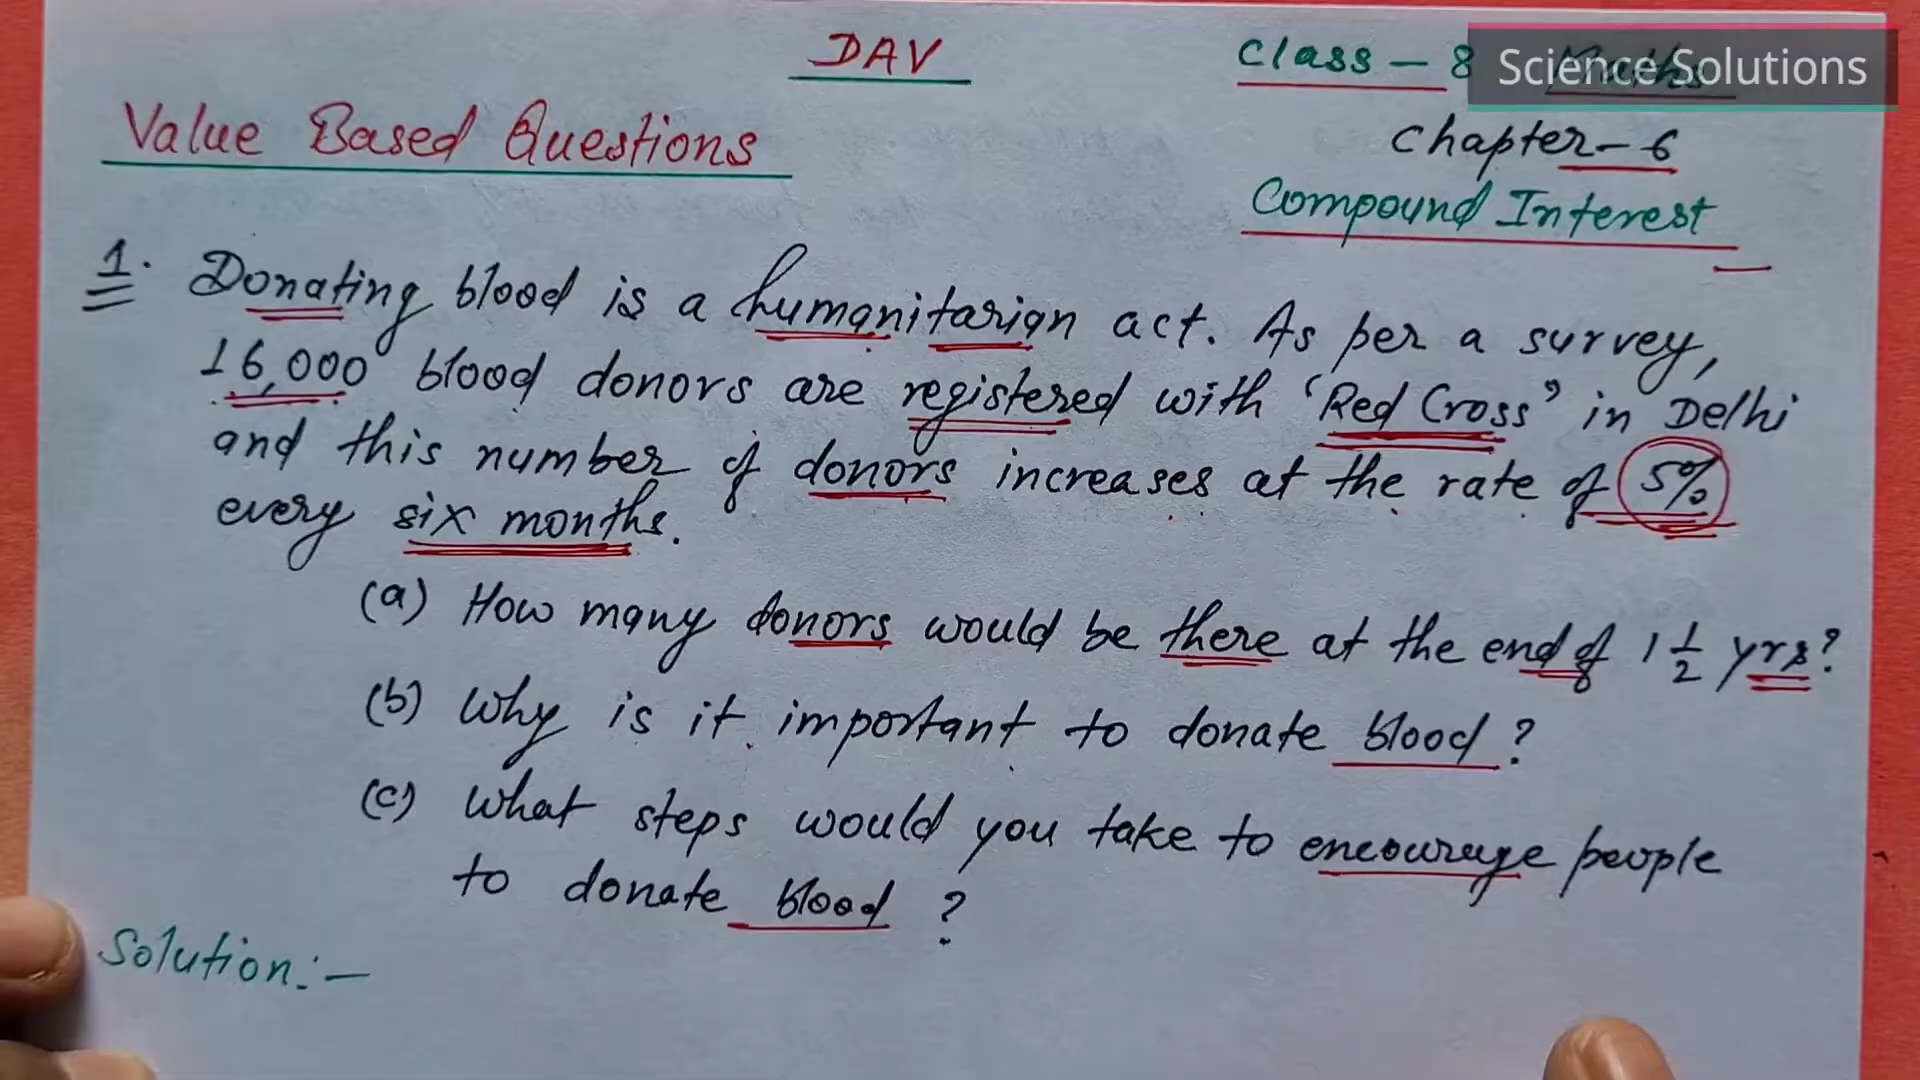 DAV
Class - 8 Maths
Science Solutions
Value Based Questions
Chapter - 6
Compound Interest
1. Donating blood is a humanitarian act. As per a survey,
16,000 blood donors are registered with 'Red Cross' in Delhi
and this number of donors increases at the rate of 5%
every six months.
(a) How many donors would be there at the end of 1 1/2 yrs?
(b) Why is it important to donate blood?
(c) What steps would you take to encourage people
to donate blood?
Solution:-